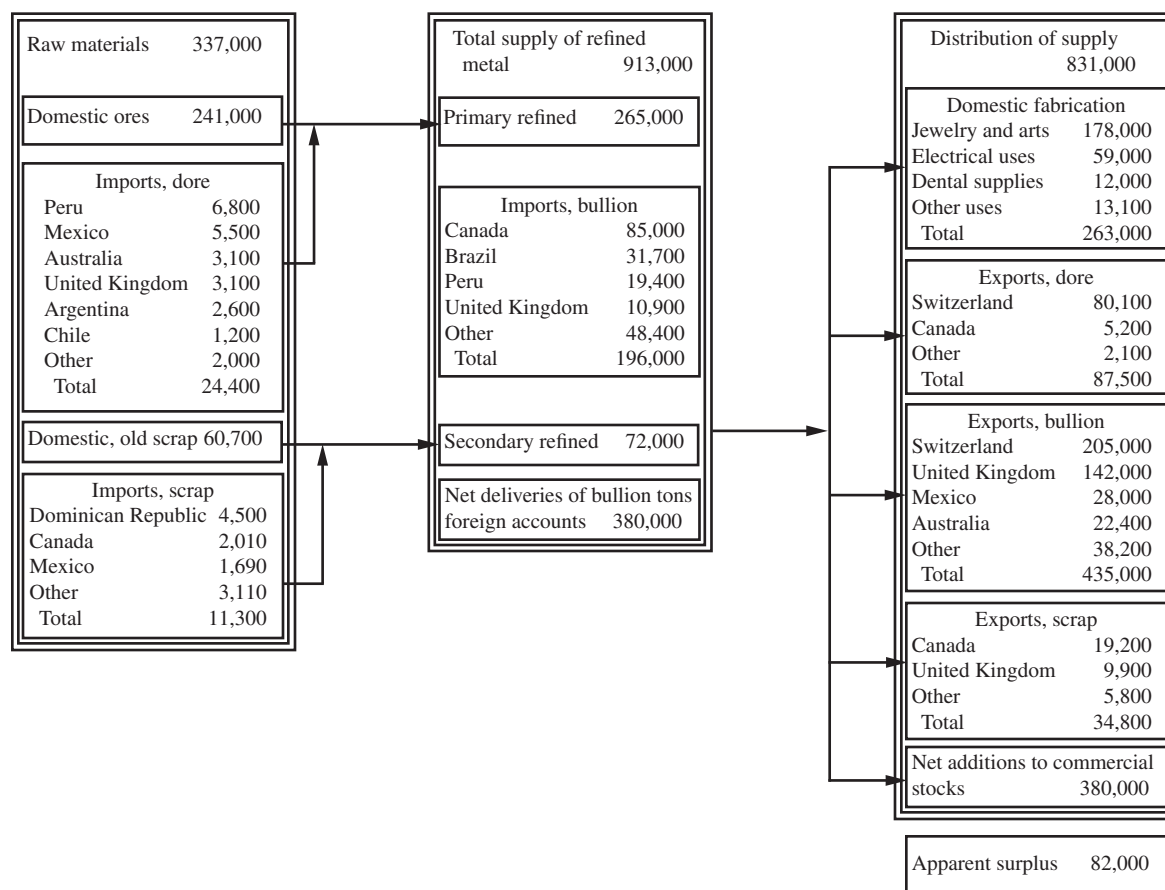 Raw materials 337,000
Domestic ores 241,000
Imports, dore
Peru 6,800
Mexico 5,500
Australia 3,100
United Kingdom 3,100
Argentina 2,600
Chile 1,200
Other 2,000
Total 24,400
Domestic, old scrap 60,700
Imports, scrap
Dominican Republic 4,500
Canada 2,010
Mexico 1,690
Other 3,110
Total 11,300
Total supply of refined
metal 913,000
Primary refined 265,000
Imports, bullion
Canada 85,000
Brazil 31,700
Peru 19,400
United Kingdom 10,900
Other 48,400
Total 196,000
Secondary refined 72,000
Net deliveries of bullion tons
foreign accounts 380,000
Distribution of supply
831,000
Domestic fabrication
Jewelry and arts 178,000
Electrical uses 59,000
Dental supplies 12,000
Other uses 13,100
Total 263,000
Exports, dore
Switzerland 80,100
Canada 5,200
Other 2,100
Total 87,500
Exports, bullion
Switzerland 205,000
United Kingdom 142,000
Mexico 28,000
Australia 22,400
Other 38,200
Total 435,000
Exports, scrap
Canada 19,200
United Kingdom 9,900
Other 5,800
Total 34,800
Net additions to commercial
stocks 380,000
Apparent surplus 82,000